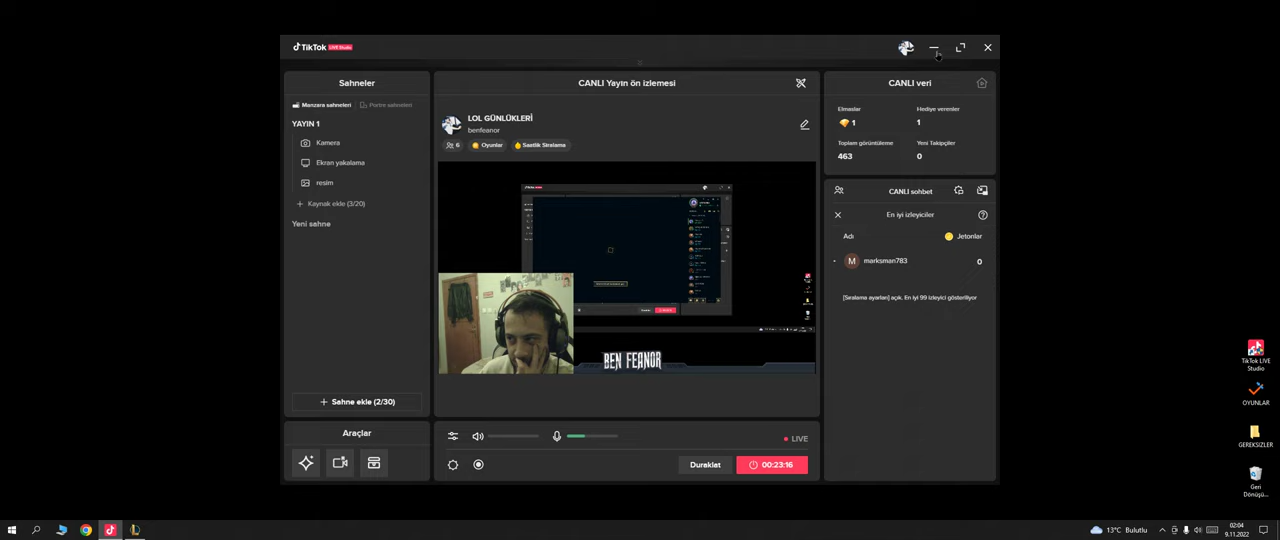 TikTok LIVE Studio
Sahneler
Manzara sahneleri
Portre sahneleri
YAYIN 1
Kamera
Ekran yakalama
resim
Kaynak ekle (3/20)
Yeni sahne
Sahne ekle (2/30)
Araçlar
CANLI Yayın ön izlemesi
LOL GÜNLÜKLERİ
benfeanor
6
Oyunlar
Saatlik Sıralama
BEN FEANOR
LIVE
Duraklat
00:23:16
CANLI veri
Elmaslar
Hediye verenler
1
1
Toplam görüntüleme
Yeni Takipçiler
463
0
CANLI sohbet
En iyi izleyiciler
Adı
Jetonlar
-
M
marksman783
0
[Sıralama ayarları] açık. En iyi 99 izleyici gösteriliyor
TikTok LIVE
Studio
OYUNLAR
GEREKSIZLER
Geri
Dönüşü...
13°C Bulutlu
02:04
9.11.2022